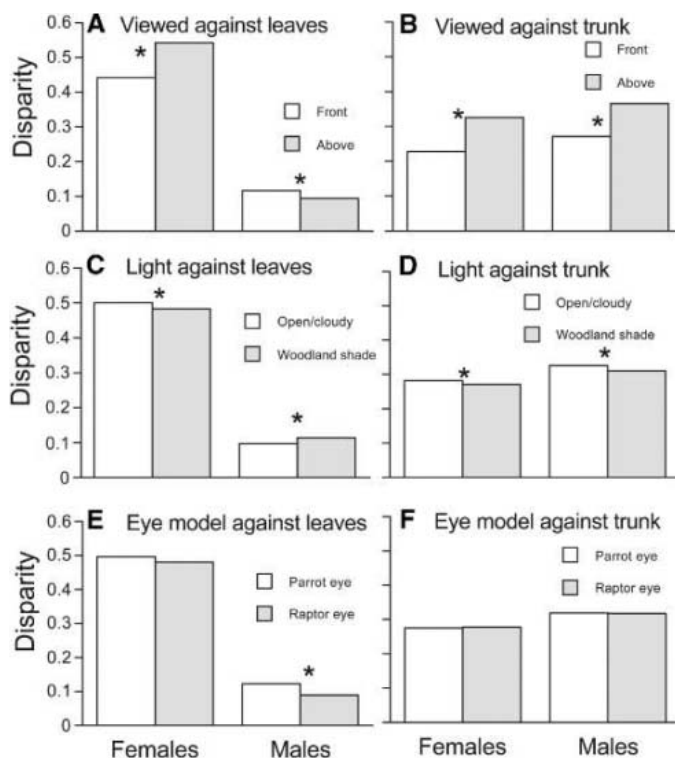 A Viewed against leaves
Disparity
0.6
0.5
0.4
0.3
0.2
0.1
0
*
*
Front
Above
B Viewed against trunk
Front
Above
*
*
C Light against leaves
Disparity
0.6
0.5
0.4
0.3
0.2
0.1
0
*
*
Open/cloudy
Woodland shade
D Light against trunk
Open/cloudy
Woodland shade
*
*
E Eye model against leaves
Disparity
0.6
0.5
0.4
0.3
0.2
0.1
0
Parrot eye
Raptor eye
*
Females Males
F Eye model against trunk
Parrot eye
Raptor eye
Females Males